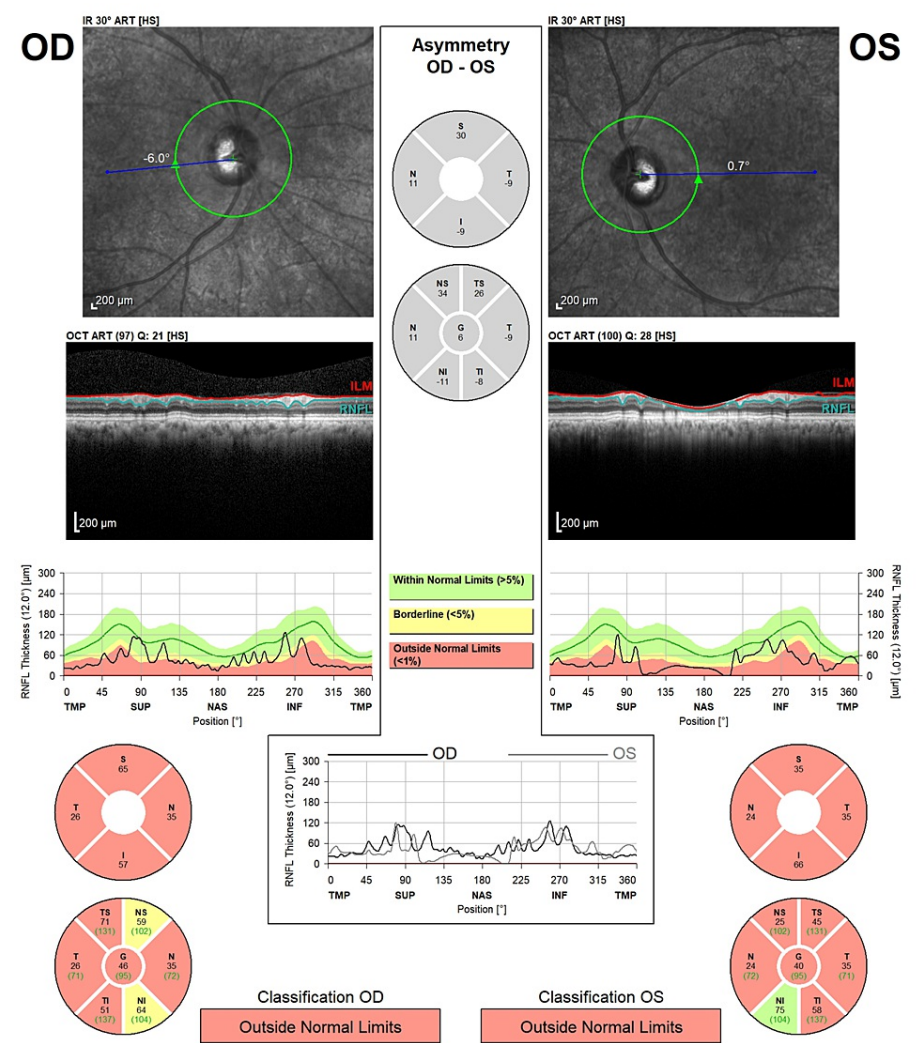 IR 30° ART [HS]
IR 30° ART [HS]
OD
OS
Asymmetry
OD - OS
-6.0°
0.7°
S
30
N
11
T
-9
I
-9
200 µm
200 µm
NS
34
TS
26
N
11
G
6
T
-9
NI
-11
TI
-8
OCT ART (97) Q: 21 [HS]
OCT ART (100) Q: 28 [HS]
ILM
RNFL
ILM
RNFL
200 µm
200 µm
RNFL Thickness (12.0°) [µm]
300
240
180
120
60
0
0 45 90 135 180 225 270 315 360
TMP SUP NAS INF TMP
Position [°]
Within Normal Limits (>5%)
Borderline (<5%)
Outside Normal Limits
(<1%)
300
240
180
120
60
0
RNFL Thickness (12.0°) [µm]
0 45 90 135 180 225 270 315 360
TMP SUP NAS INF TMP
Position [°]
OD
OS
RNFL Thickness (12.0°) [µm]
300
240
180
120
60
0
0 45 90 135 180 225 270 315 360
TMP SUP NAS INF TMP
Position [°]
S
65
T
26
N
35
I
57
S
35
N
24
T
35
I
66
TS
71
(131)
NS
59
(102)
T
26
(71)
G
46
(95)
N
35
(72)
TI
51
(137)
NI
64
(104)
NS
25
(102)
TS
45
(131)
N
24
(72)
G
40
(95)
T
35
(71)
NI
75
(104)
TI
58
(137)
Classification OD
Outside Normal Limits
Classification OS
Outside Normal Limits